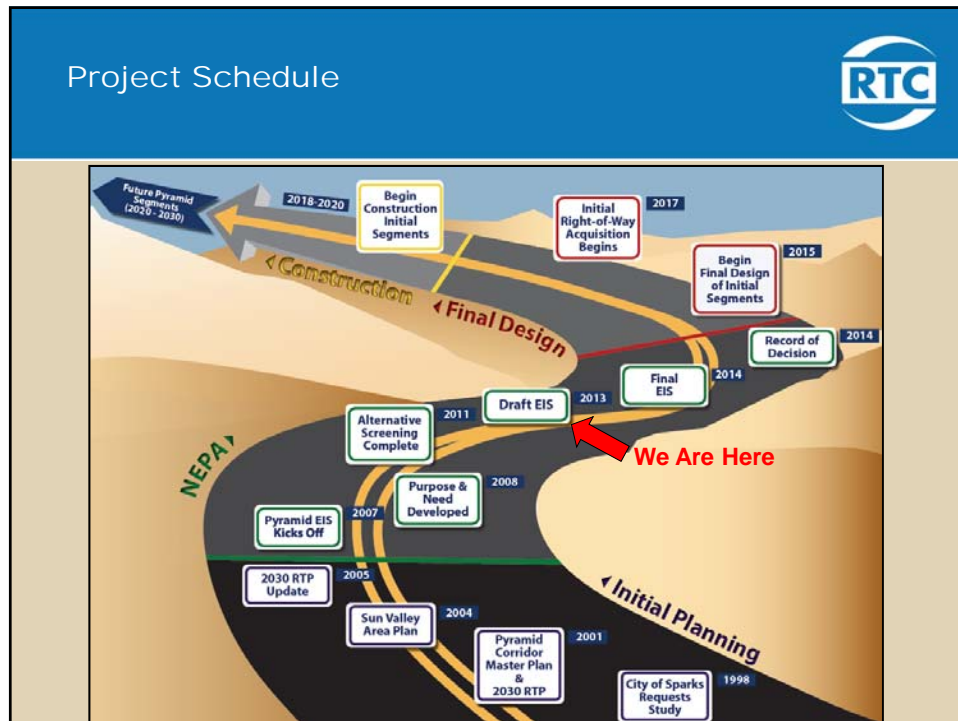 Project Schedule
RTC
Future Pyramid
Segments
(2020 - 2030)
2018-2020
Begin
Construction
Initial
Segments
Initial
Right-of-Way
Acquisition
Begins
2017
Begin
Final Design
of Initial
Segments
2015
Construction
Final Design
Record of
Decision
2014
Final
EIS
2014
Draft EIS
2013
Alternative
Screening
Complete
2011
We Are Here
NEPA
Purpose &
Need
Developed
2008
Pyramid EIS
Kicks Off
2007
2030 RTP
Update
2005
Initial Planning
Sun Valley
Area Plan
2004
Pyramid
Corridor
Master Plan
&
2030 RTP
2001
City of Sparks
Requests
Study
1998